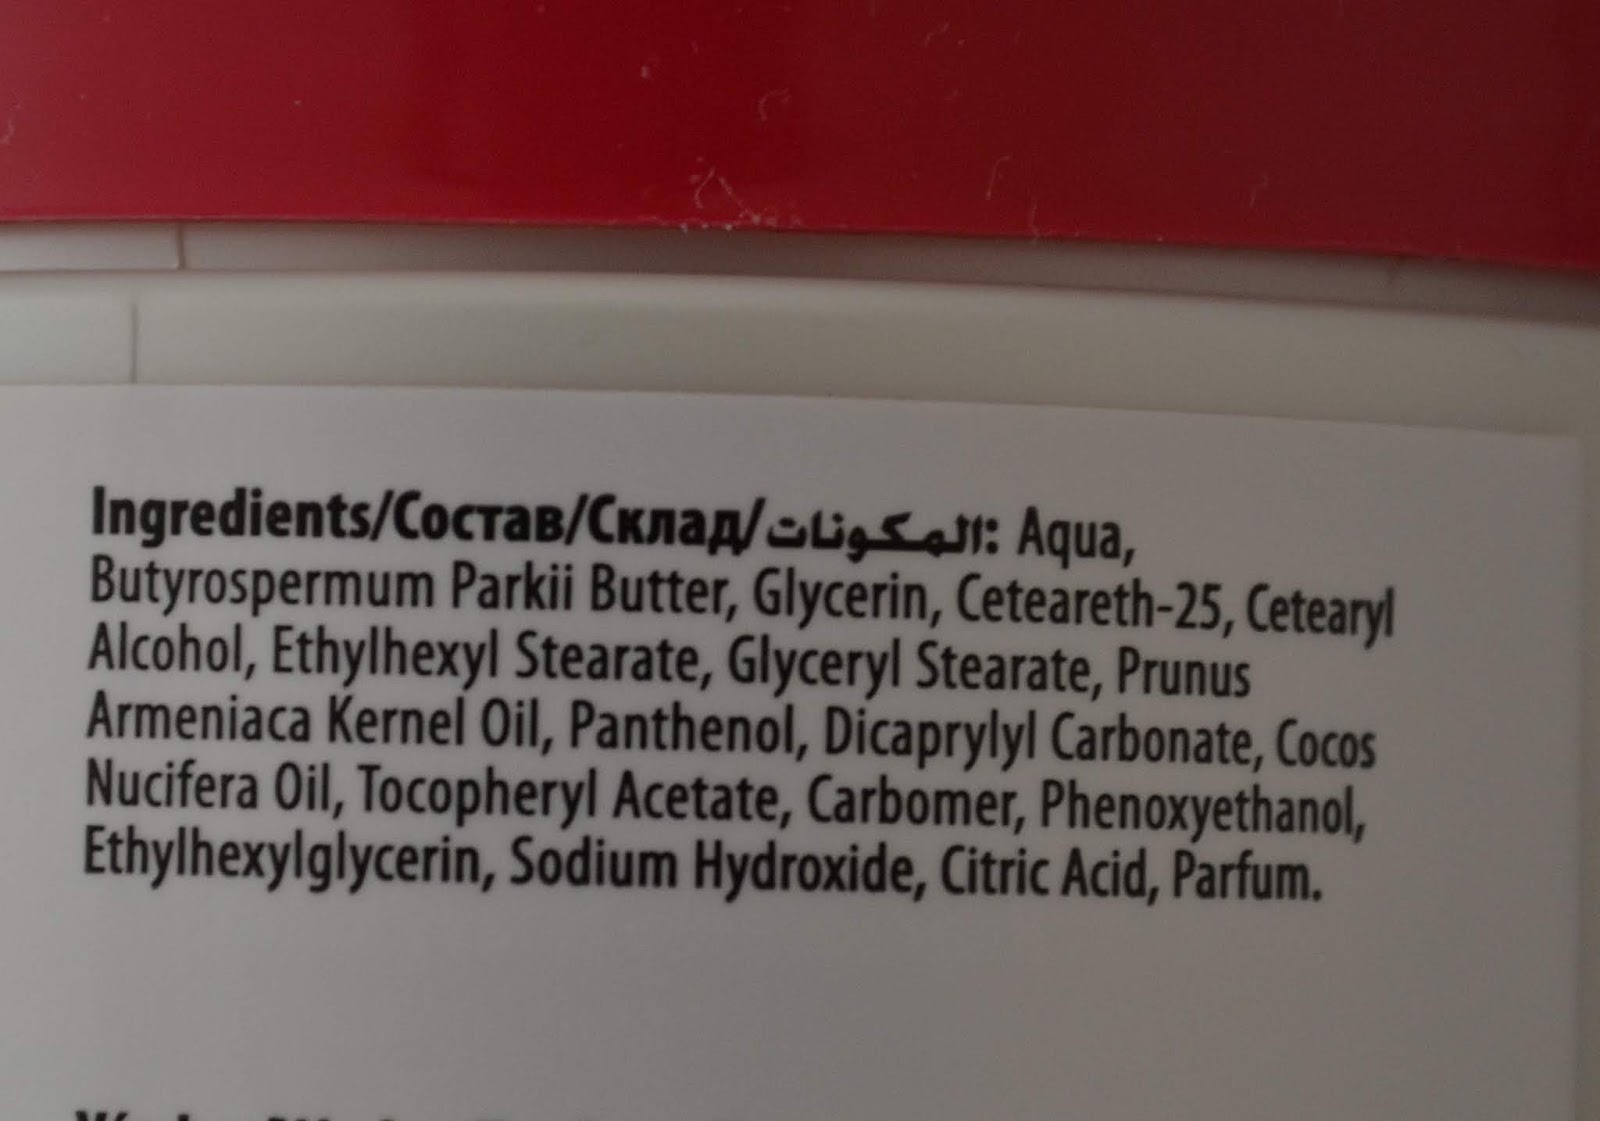 Ingredients/Состав/Склад/المكونات: Aqua,
Butyrospermum Parkii Butter, Glycerin, Ceteareth-25, Cetearyl
Alcohol, Ethylhexyl Stearate, Glyceryl Stearate, Prunus
Armeniaca Kernel Oil, Panthenol, Dicaprylyl Carbonate, Cocos
Nucifera Oil, Tocopheryl Acetate, Carbomer, Phenoxyethanol,
Ethylhexylglycerin, Sodium Hydroxide, Citric Acid, Parfum.